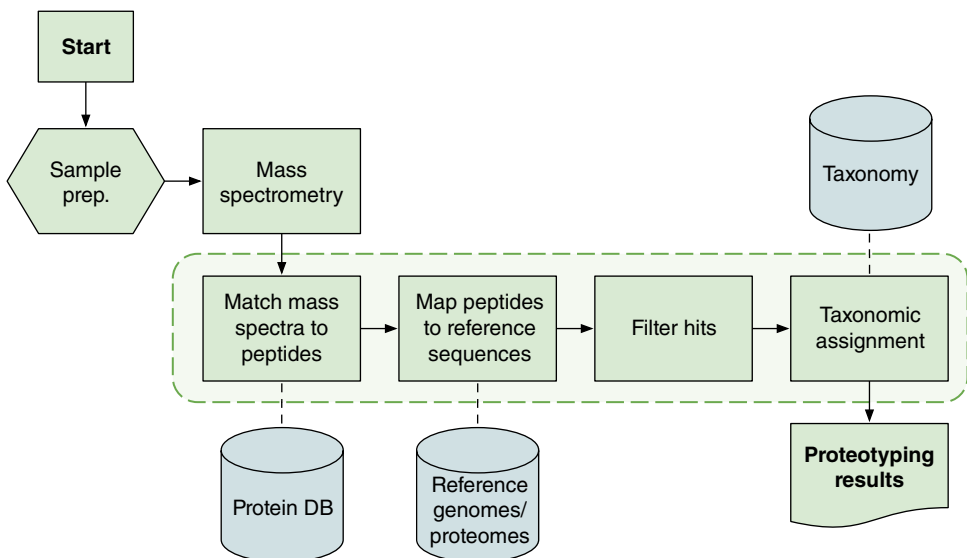 Start
Sample
prep.
Mass
spectrometry
Taxonomy
Match mass
spectra to
peptides
Map peptides
to reference
sequences
Filter hits
Taxonomic
assignment
Protein DB
Reference
genomes/
proteomes
Proteotyping
results